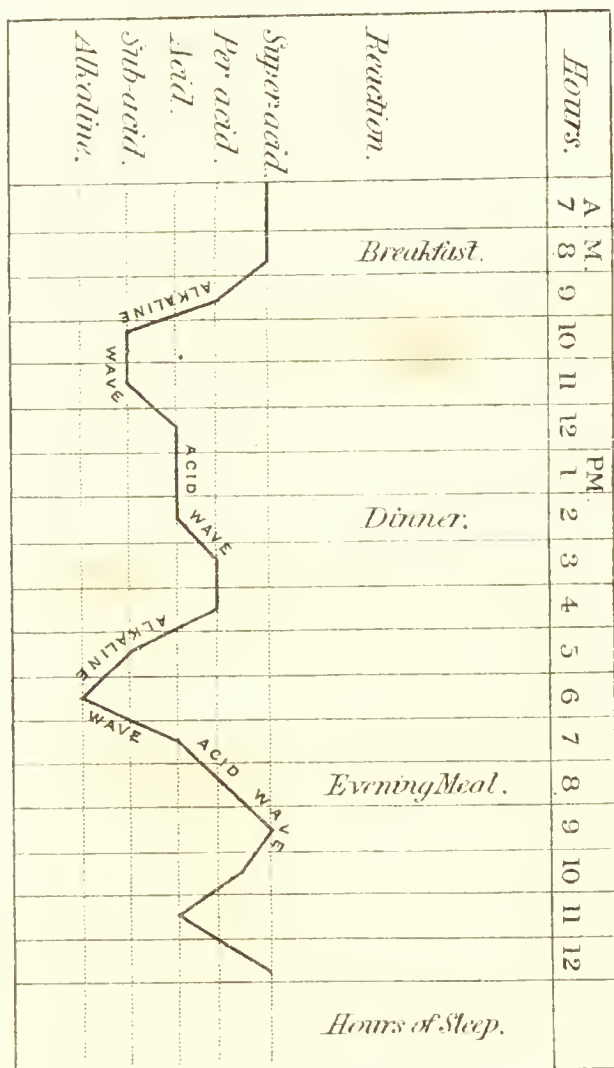 Hours.
A.M.
PM.
7 8 9 10 11 12 1 2 3 4 5 6 7 8 9 10 11 12
Reaction.
Breakfast.
Dinner.
Evening Meal.
Hours of Sleep.
Superacid.
Per acid.
Acid.
Sub-acid.
Alkaline.
ALKALINE
WAVE
ACID
WAVE
ALKALINE
WAVE
ACID WAVE